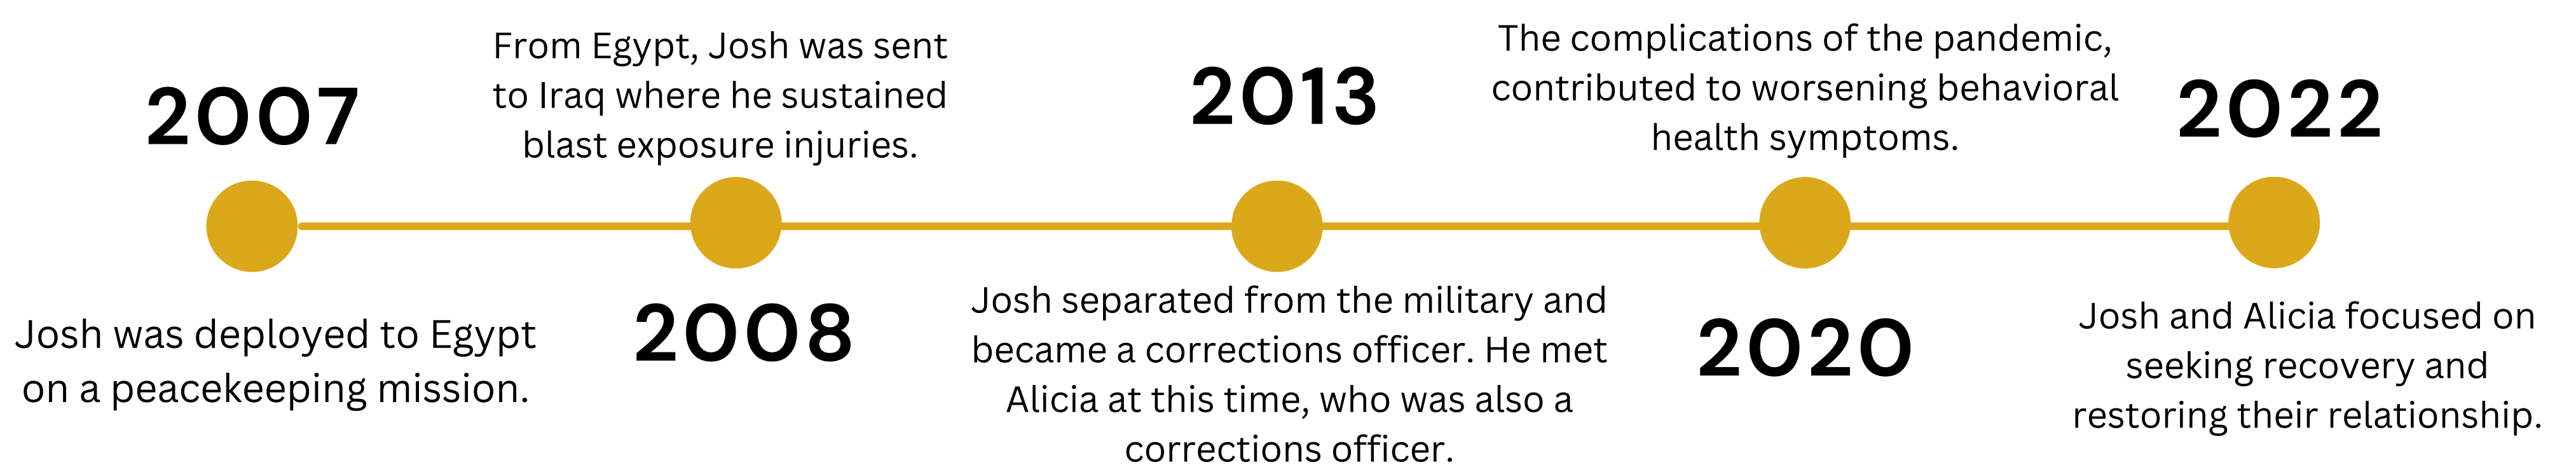 2007
Josh was deployed to Egypt
on a peacekeeping mission.
From Egypt, Josh was sent
to Iraq where he sustained
blast exposure injuries.
2008
2013
Josh separated from the military and
became a corrections officer. He met
Alicia at this time, who was also a
corrections officer.
The complications of the pandemic,
contributed to worsening behavioral
health symptoms.
2020
2022
Josh and Alicia focused on
seeking recovery and
restoring their relationship.